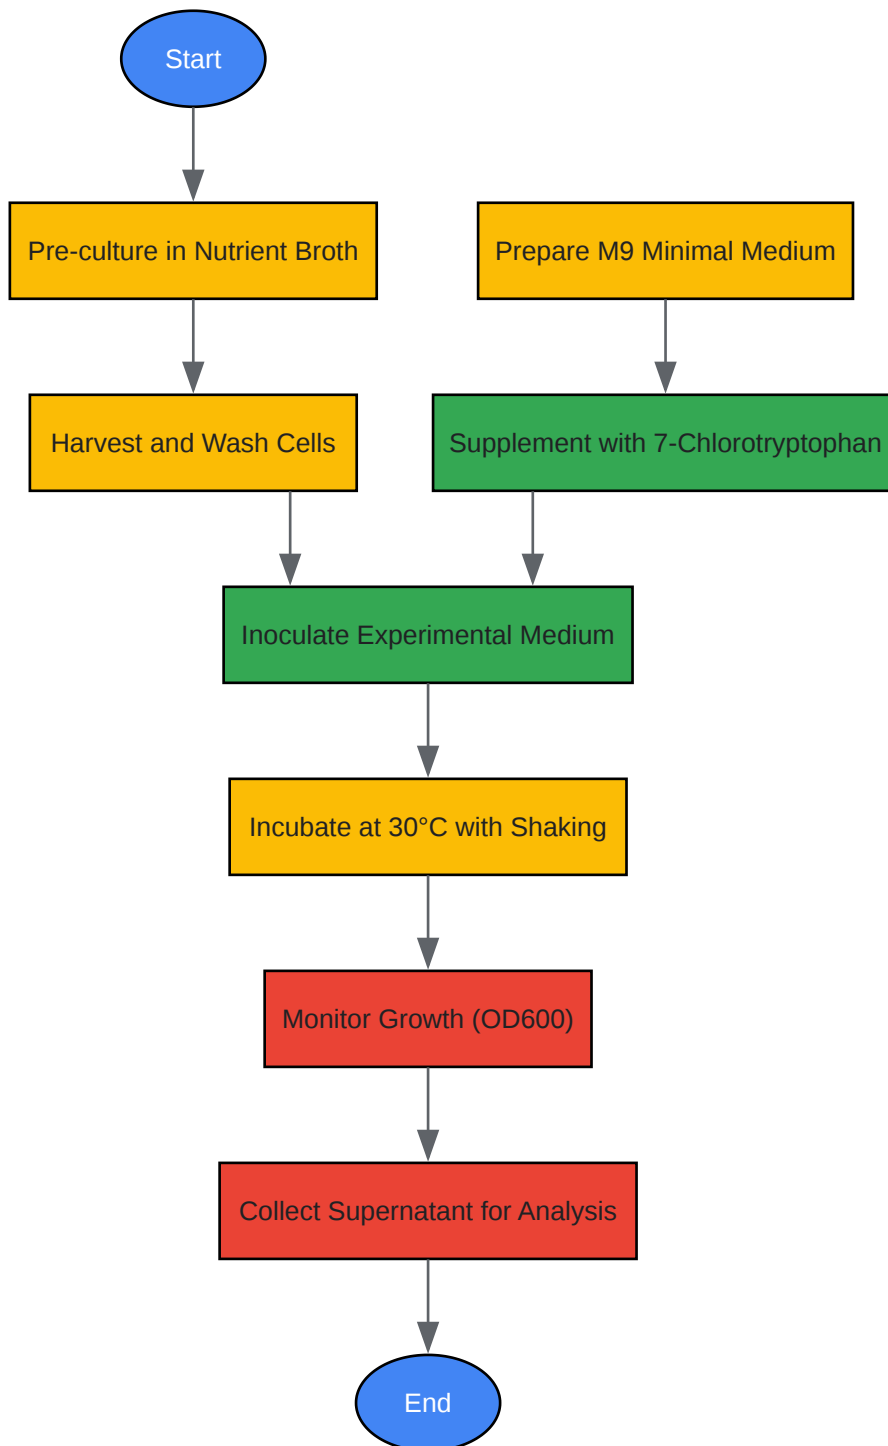 Start
Pre-culture in Nutrient Broth
Prepare M9 Minimal Medium
Harvest and Wash Cells
Supplement with 7-Chlorotryptophan
Inoculate Experimental Medium
Incubate at 30°C with Shaking
Monitor Growth (OD600)
Collect Supernatant for Analysis
End